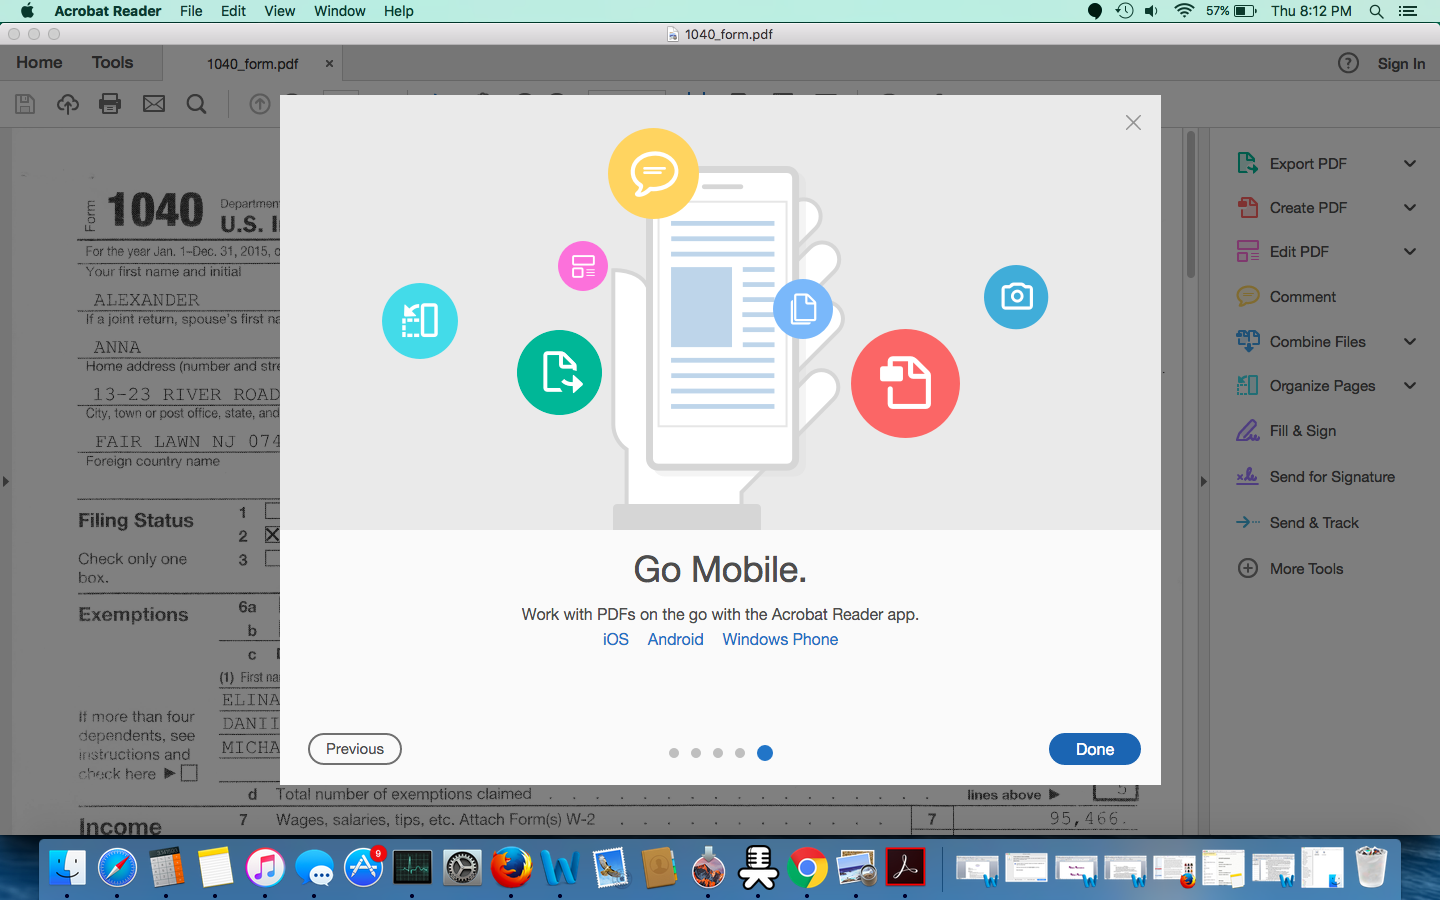 Acrobat Reader File Edit View Window Help 57% Thu 8:12 PM
1040_form.pdf
Home Tools 1040_form.pdf × ? Sign In
Form 1040 Departmen
U.S. I
For the year Jan. 1–Dec. 31, 2015, o
Your first name and initial
ALEXANDER
If a joint return, spouse's first na
ANNA
Home address (number and stre
13-23 RIVER ROAD
City, town or post office, state, and
FAIR LAWN NJ 074
Foreign country name
Filing Status 1
2
Check only one 3
box.
Exemptions 6a
b
c
(1) First na
ELINA
If more than four DANII
dependents, see
instructions and MICHA
check here ▶
d Total number of exemptions claimed . . . . . . . . . . . . . . . . . lines above ▶ 5
Income 7 Wages, salaries, tips, etc. Attach Form(s) W-2 . . . . . . . . . 7 95,466.
Go Mobile.
Work with PDFs on the go with the Acrobat Reader app.
iOS Android Windows Phone
Previous Done
Export PDF
Create PDF
Edit PDF
Comment
Combine Files
Organize Pages
Fill & Sign
Send for Signature
Send & Track
More Tools
9